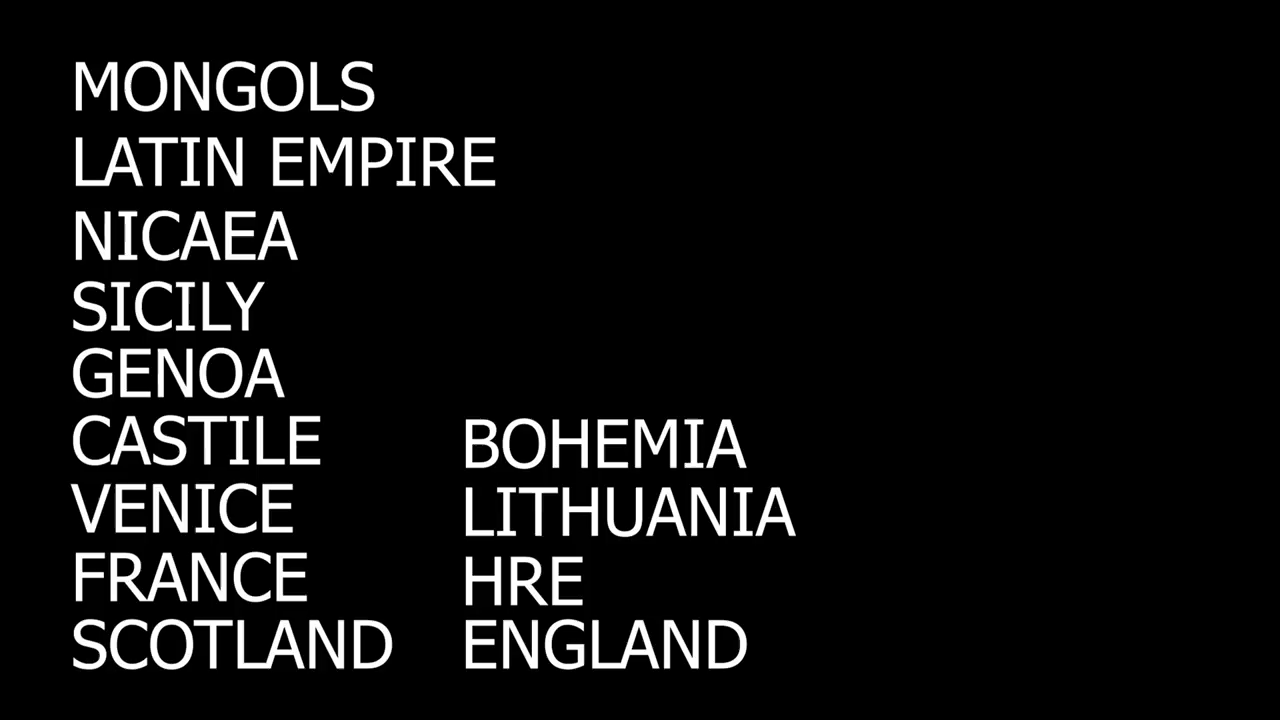 MONGOLS
LATIN EMPIRE
NICAEA
SICILY
GENOA
CASTILE
VENICE
FRANCE
SCOTLAND
BOHEMIA
LITHUANIA
HRE
ENGLAND